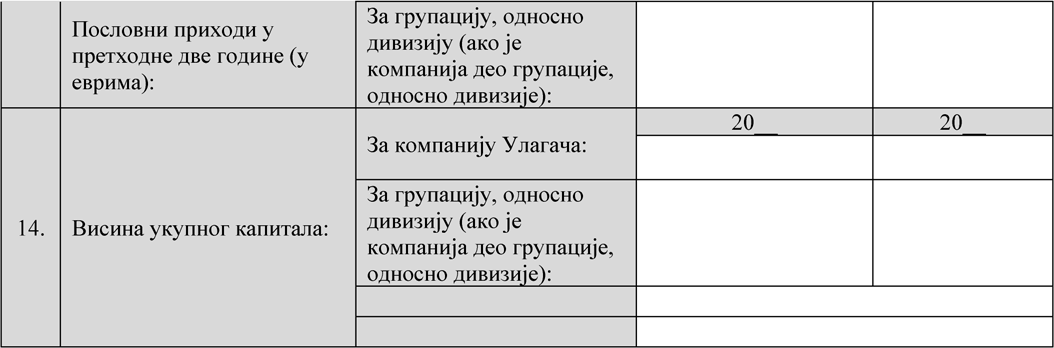 Пословни приходи у
претходне две године (у
еврима):
За групацију, односно
дивизију (ако је
компанија део групације,
односно дивизије):
14.
Висина укупног капитала:
За компанију Улагача:
20__
20__
За групацију, односно
дивизију (ако је
компанија део групације,
односно дивизије):